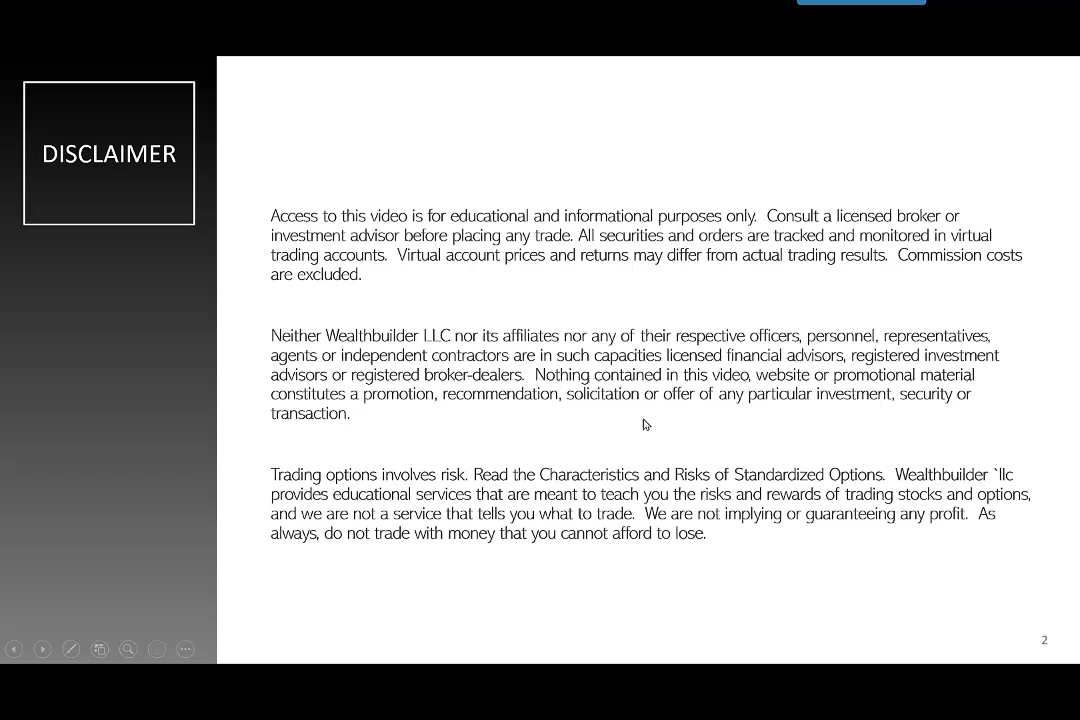 DISCLAIMER
Access to this video is for educational and informational purposes only.  Consult a licensed broker or
investment advisor before placing any trade. All securities and orders are tracked and monitored in virtual
trading accounts.  Virtual account prices and returns may differ from actual trading results.  Commission costs
are excluded.
Neither Wealthbuilder LLC nor its affiliates nor any of their respective officers, personnel, representatives,
agents or independent contractors are in such capacities licensed financial advisors, registered investment
advisors or registered broker-dealers.  Nothing contained in this video, website or promotional material
constitutes a promotion, recommendation, solicitation or offer of any particular investment, security or
transaction.
Trading options involves risk. Read the Characteristics and Risks of Standardized Options.  Wealthbuilder `llc
provides educational services that are meant to teach you the risks and rewards of trading stocks and options,
and we are not a service that tells you what to trade.  We are not implying or guaranteeing any profit.  As
always, do not trade with money that you cannot afford to lose.
2